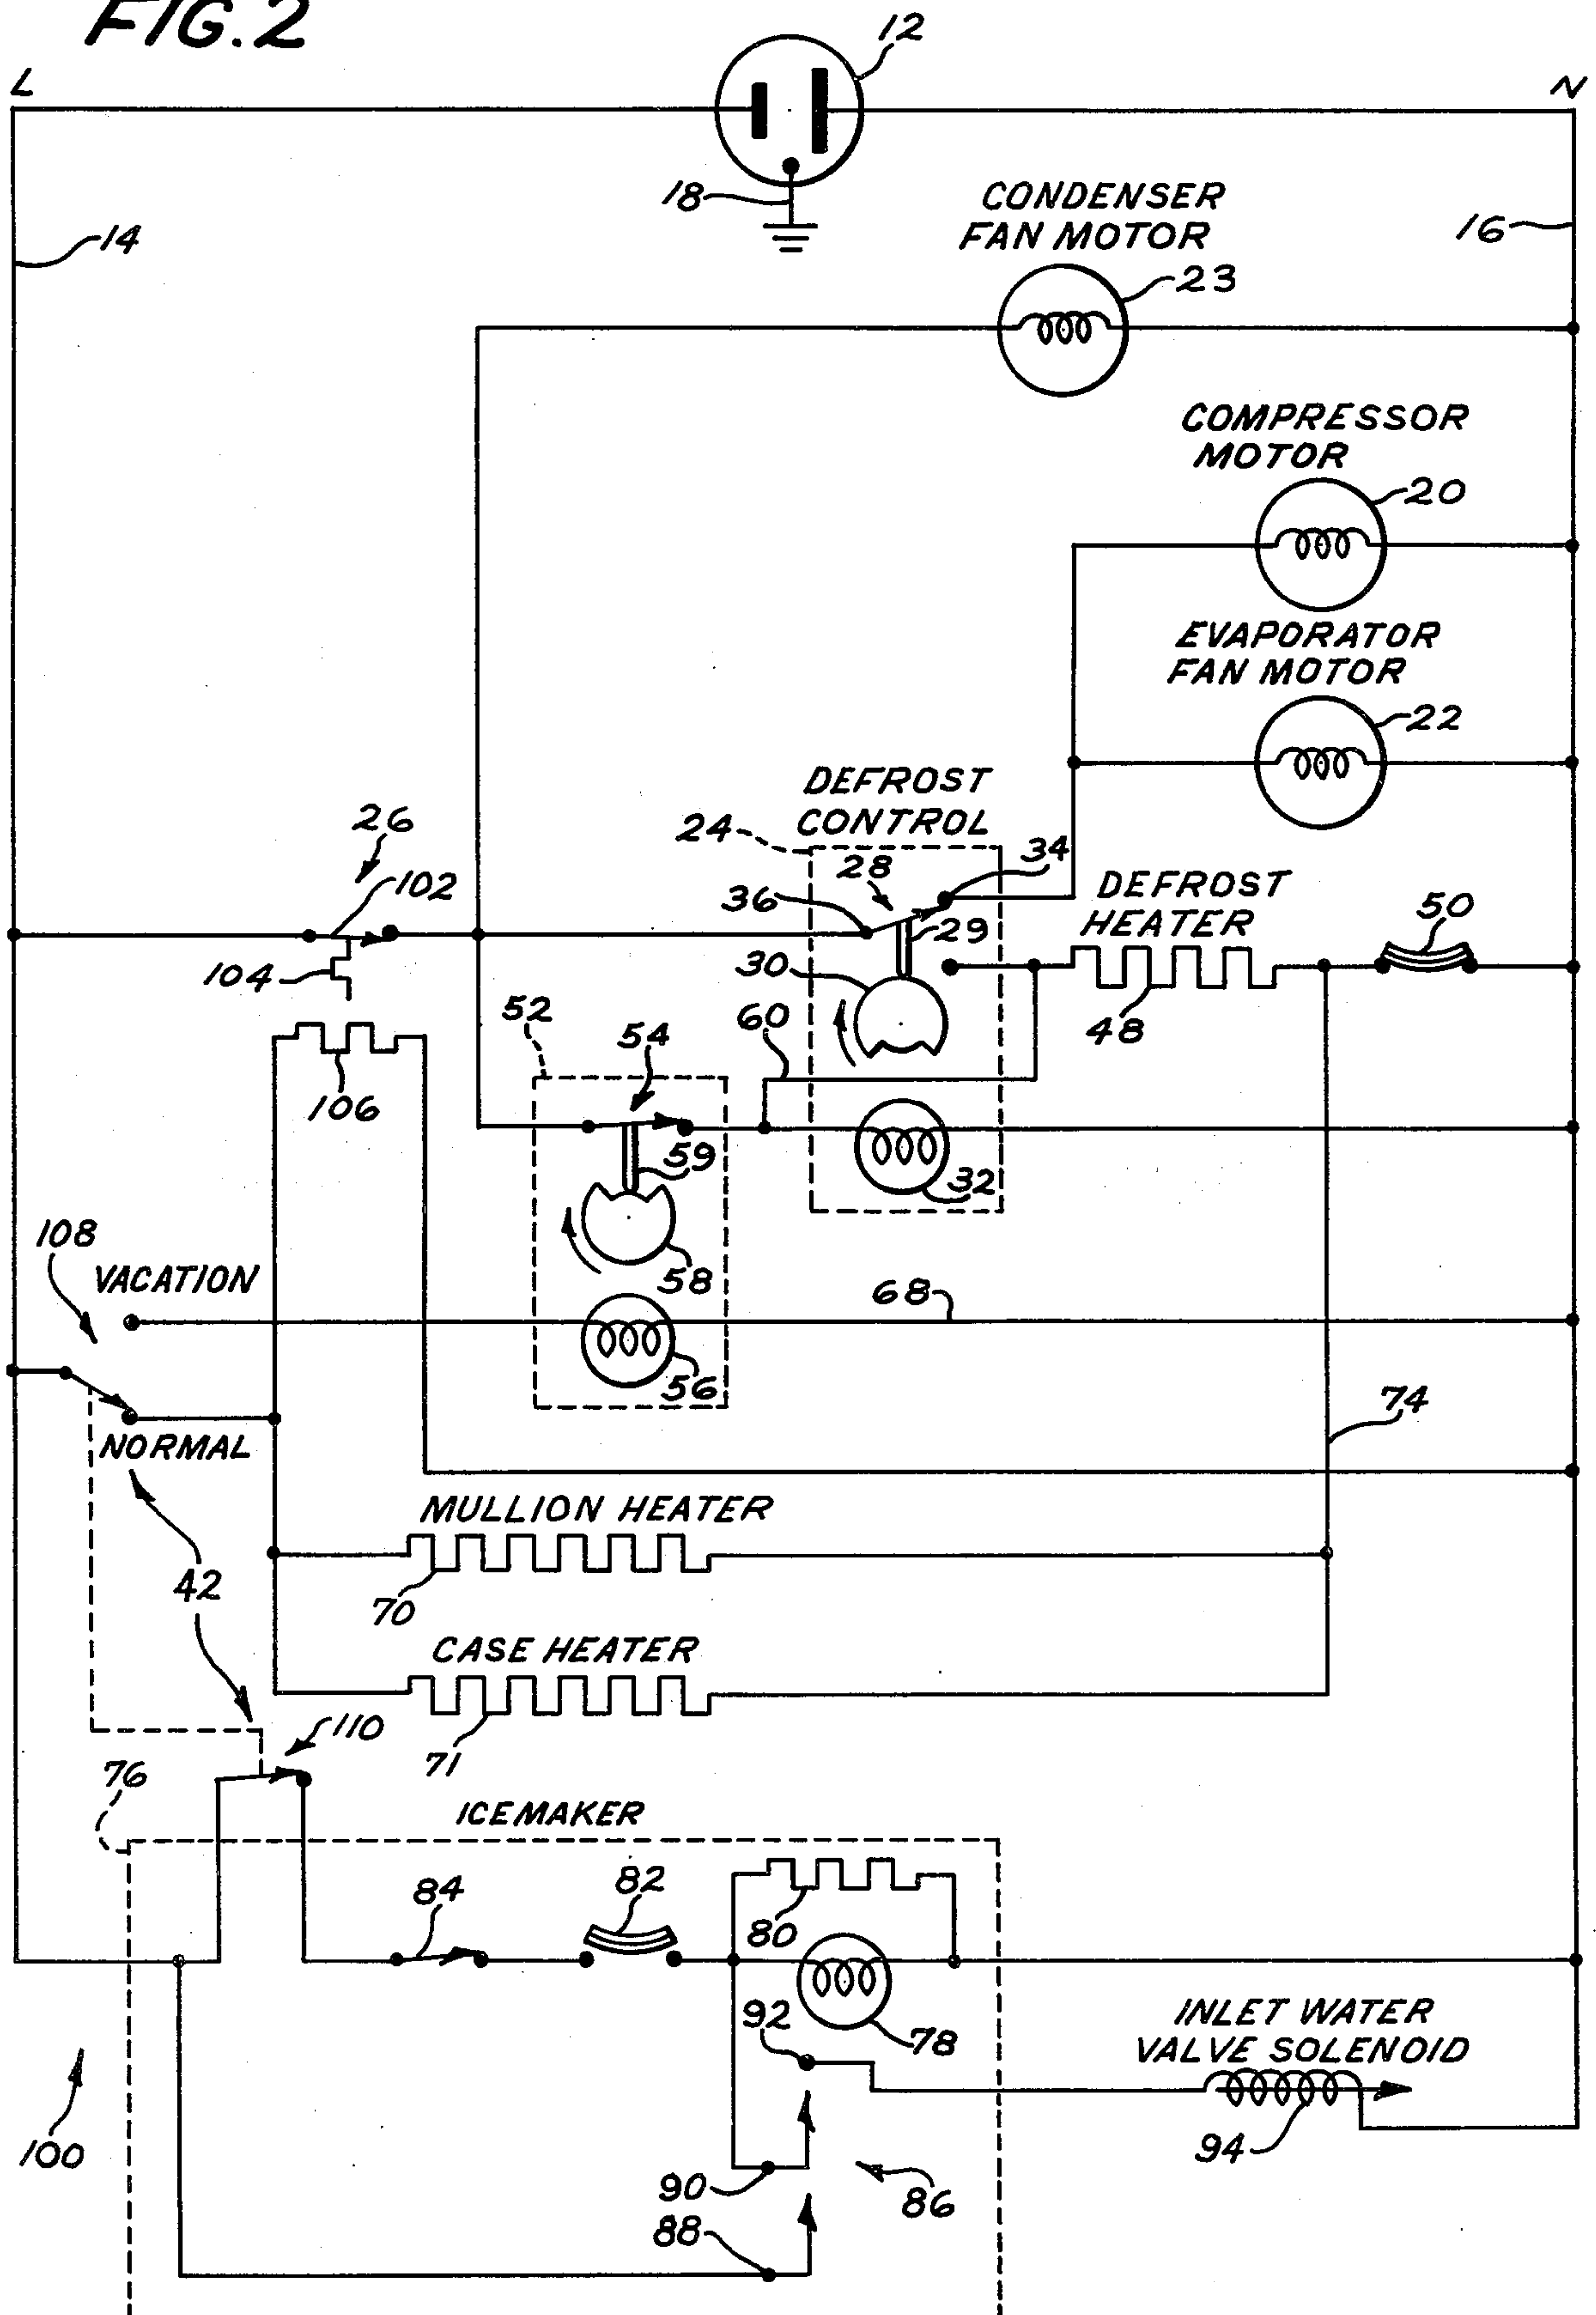 FIG. 2
12
L
N
18
CONDENSER
FAN MOTOR
14
16
23
COMPRESSOR
MOTOR
20
EVAPORATOR
FAN MOTOR
22
DEFROST
CONTROL
24
26
34
28
102
36
DEFROST
HEATER
29
50
104
30
52
60
48
54
106
59
32
108
VACATION
58
68
56
74
NORMAL
MULLION HEATER
42
70
CASE HEATER
110
71
76
ICEMAKER
84
82
80
92
78
INLET WATER
VALVE SOLENOID
100
94
90
86
88